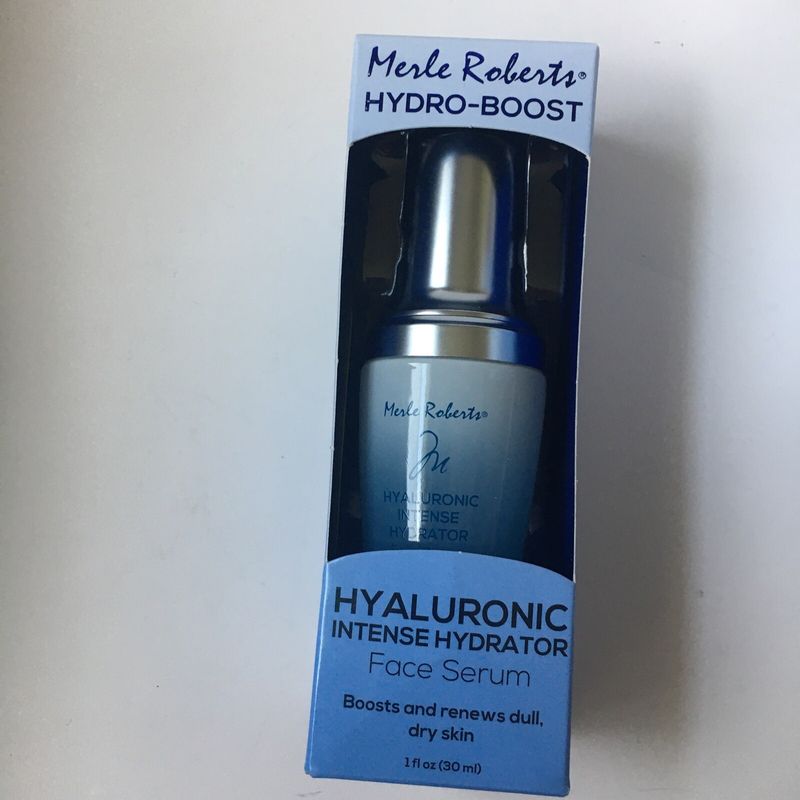 Merle Roberts®
HYDRO-BOOST
Merle Roberts®
M
HYALURONIC
INTENSE
HYDRATOR
HYALURONIC
INTENSE HYDRATOR
Face Serum
Boosts and renews dull,
dry skin
1 fl oz (30 ml)